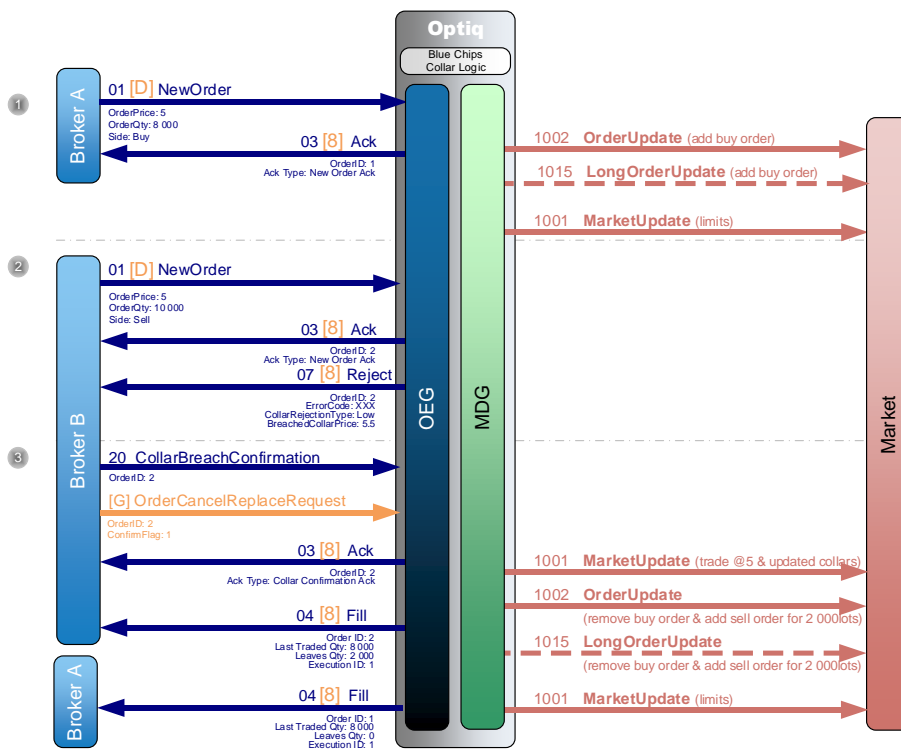 Optiq
Blue Chips
Collar Logic
OEG
MDG
Market
1
Broker A
01 [D] NewOrder
OrderPrice: 5
OrderQty: 8 000
Side: Buy
03 [8] Ack
OrderID: 1
Ack Type: New Order Ack
1002 OrderUpdate (add buy order)
1015 LongOrderUpdate (add buy order)
1001 MarketUpdate (limits)
2
Broker B
01 [D] NewOrder
OrderPrice: 5
OrderQty: 10 000
Side: Sell
03 [8] Ack
OrderID: 2
Ack Type: New Order Ack
07 [8] Reject
OrderID: 2
ErrorCode: XXX
CollarRejectionType: Low
BreachedCollarPrice: 5.5
3
20 CollarBreachConfirmation
OrderID: 2
[G] OrderCancelReplaceRequest
OrderID: 2
ConfirmFlag: 1
03 [8] Ack
OrderID: 2
Ack Type: Collar Confirmation Ack
1001 MarketUpdate (trade @5 & updated collars)
1002 OrderUpdate
(remove buy order & add sell order for 2 000lots)
04 [8] Fill
Order ID: 2
Last Traded Qty: 8 000
Leaves Qty: 2 000
Execution ID: 1
1015 LongOrderUpdate
(remove buy order & add sell order for 2 000lots)
Broker A
04 [8] Fill
Order ID: 1
Last Traded Qty: 8 000
Leaves Qty: 0
Execution ID: 1
1001 MarketUpdate (limits)